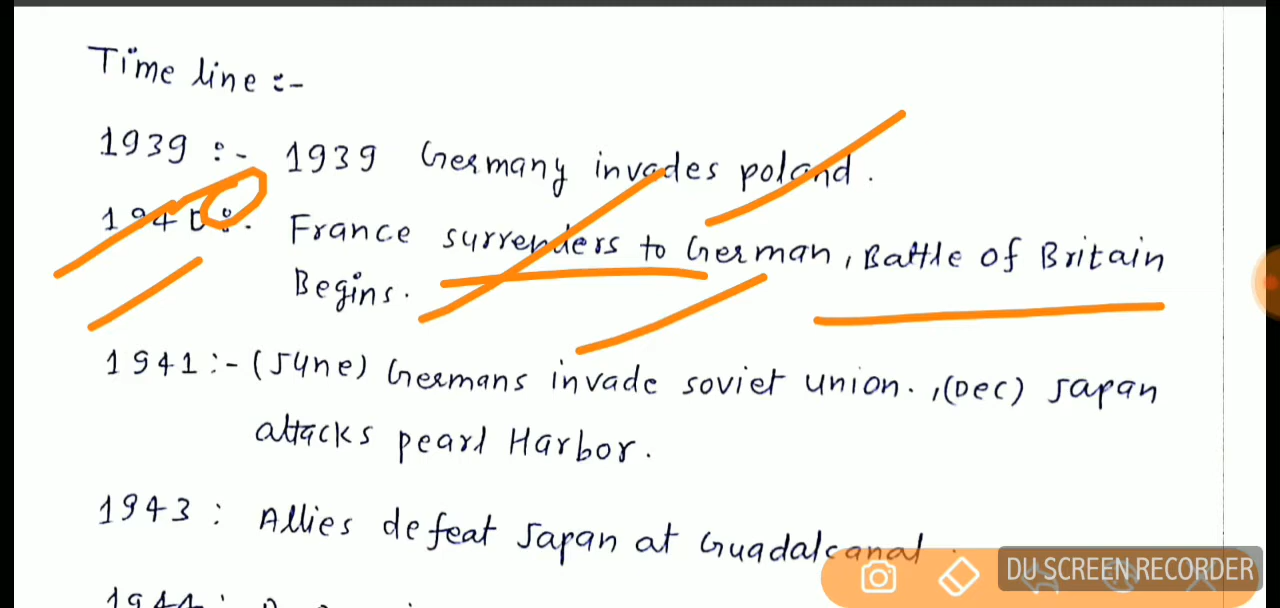 Time line :-
1939 :- 1939 Germany invades poland.
1940 :- France surrenders to German, Battle of Britain
Begins.
1941 :- (June) Germans invade soviet union. ,(Dec) Japan
attacks pearl Harbor.
1943 : Allies defeat Japan at Guadalcanal.
DU SCREEN RECORDER